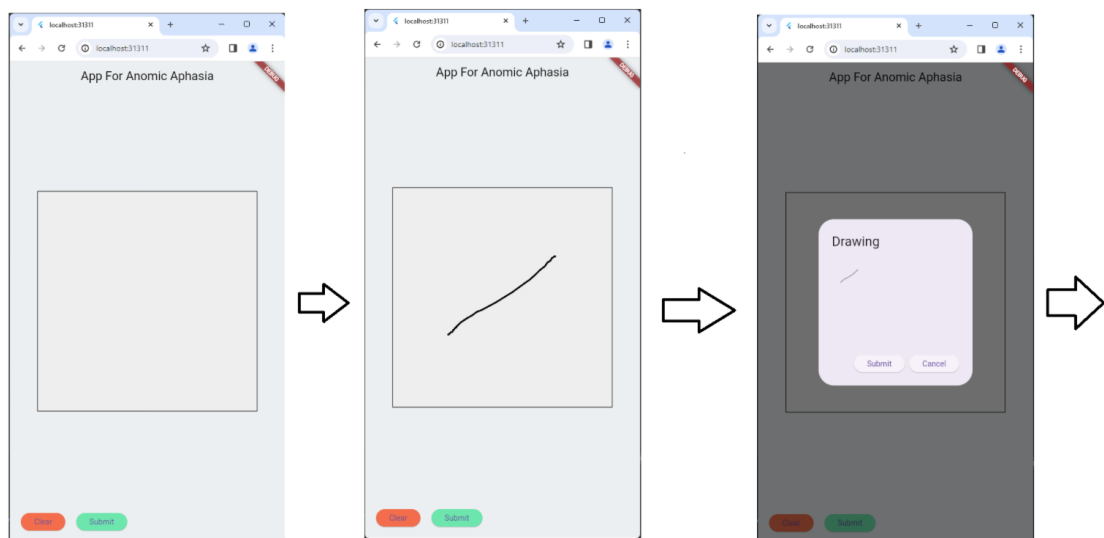 localhost:31311
localhost:31311
App For Anomic Aphasia
DEBUG
Clear
Submit
localhost:31311
localhost:31311
App For Anomic Aphasia
DEBUG
Clear
Submit
localhost:31311
localhost:31311
App For Anomic Aphasia
DEBUG
Drawing
Submit Cancel
Clear
Submit